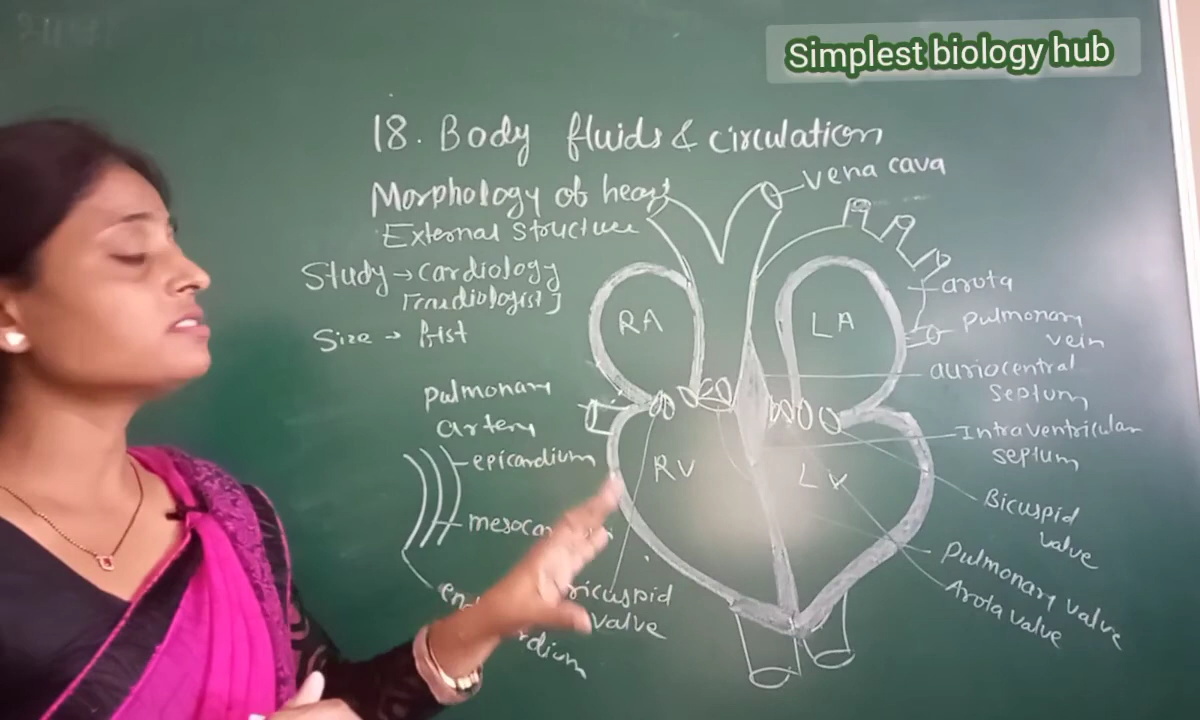 Simplest biology hub
18. Body fluids & circulation
Morphology of heart
External structure
Study → cardiology
Size → fist
vena cava
arota
pulmonary
vein
auriocentral
septum
Intraventricular
septum
Bicuspid
valve
Pulmonary valve
Arota valve
RA
LA
RV
LV
pulmonary
artery
epicardium
ricuspid
valve